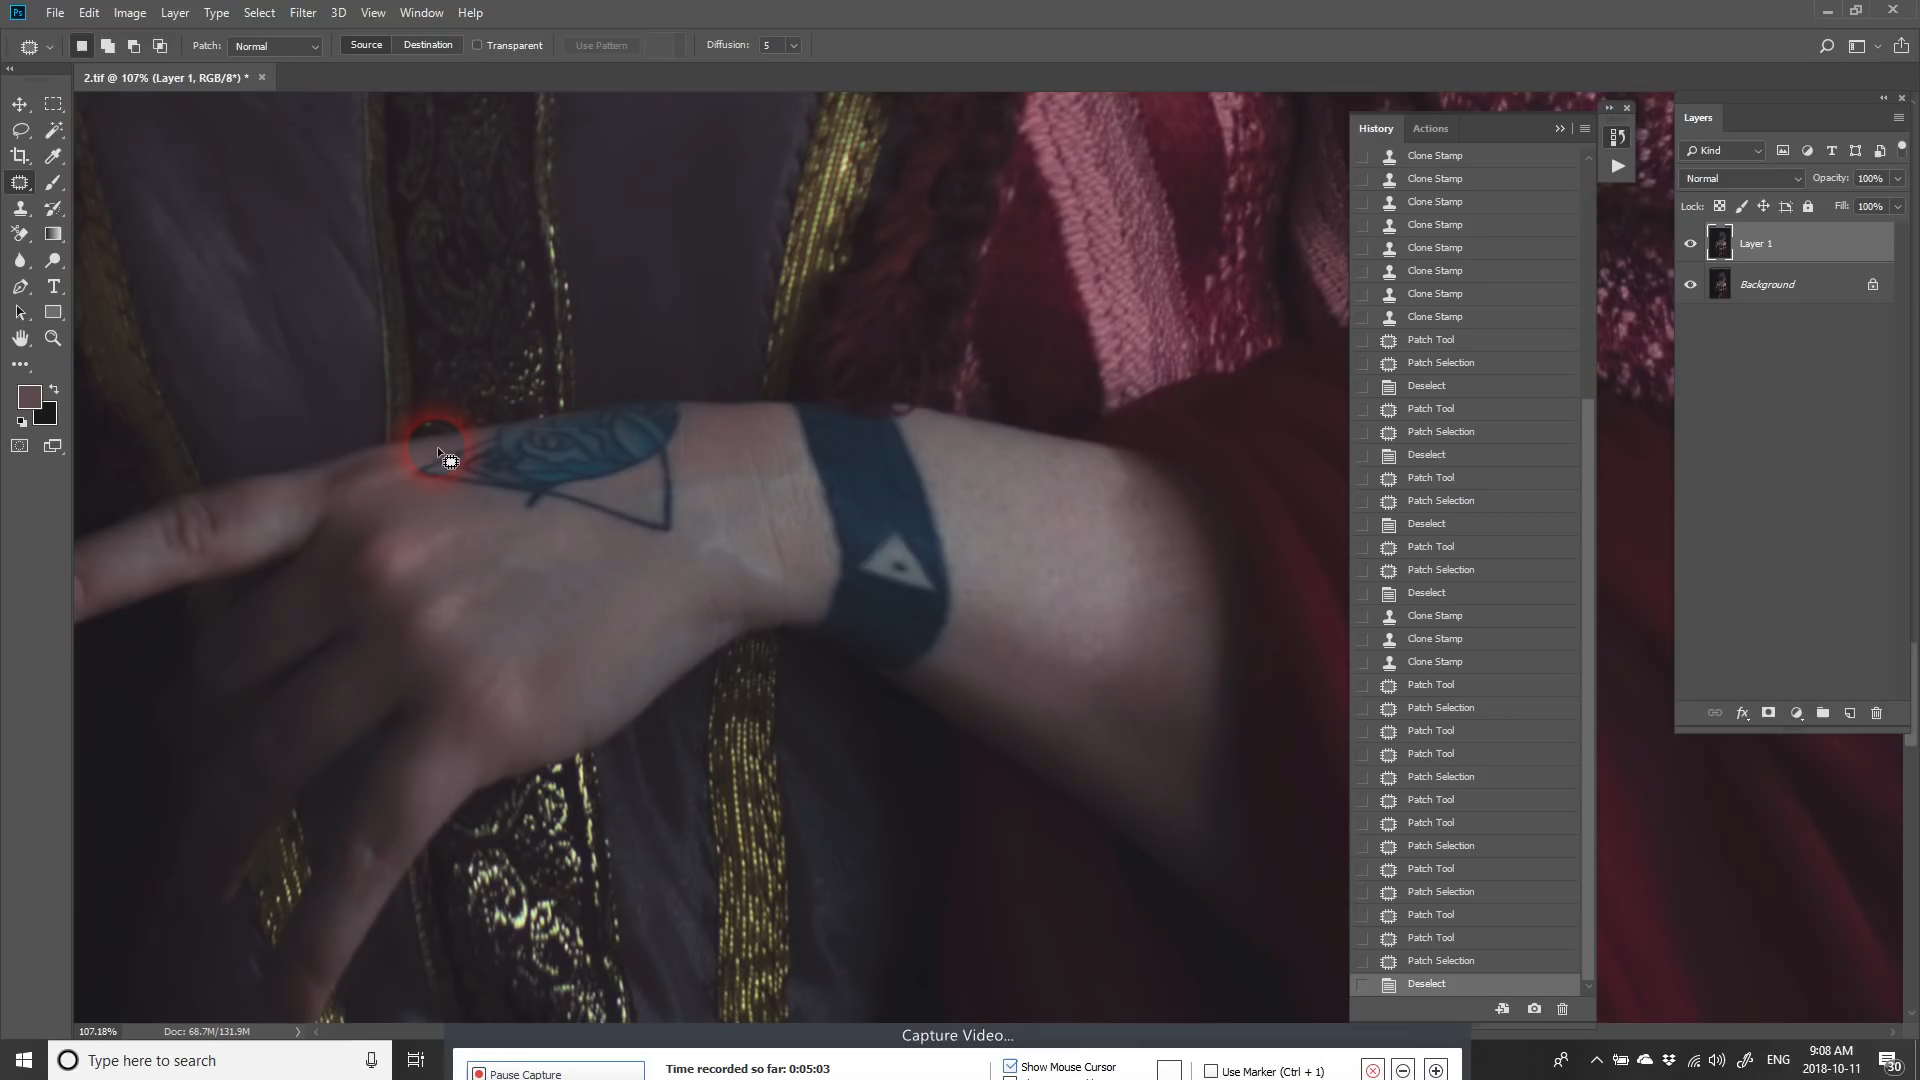 Ps File Edit Image Layer Type Select Filter 3D View Window Help
Patch: Normal Source Destination Transparent Use Pattern Diffusion: 5
2.tif @ 107% (Layer 1, RGB/8*) * ×
History Actions
Clone Stamp
Clone Stamp
Clone Stamp
Clone Stamp
Clone Stamp
Clone Stamp
Clone Stamp
Clone Stamp
Patch Tool
Patch Selection
Deselect
Patch Tool
Patch Selection
Deselect
Patch Tool
Patch Selection
Deselect
Patch Tool
Patch Selection
Deselect
Clone Stamp
Clone Stamp
Clone Stamp
Patch Tool
Patch Selection
Patch Tool
Patch Tool
Patch Selection
Patch Tool
Patch Tool
Patch Selection
Patch Tool
Patch Selection
Patch Tool
Patch Tool
Patch Selection
Deselect
Layers
Kind
Normal Opacity: 100%
Lock: Fill: 100%
Layer 1
Background
107.18% Doc: 68.7M/131.9M
Capture Video...
Pause Capture Time recorded so far: 0:05:03 Show Mouse Cursor Use Marker (Ctrl + 1)
Type here to search
ENG
9:08 AM
2018-10-11
30